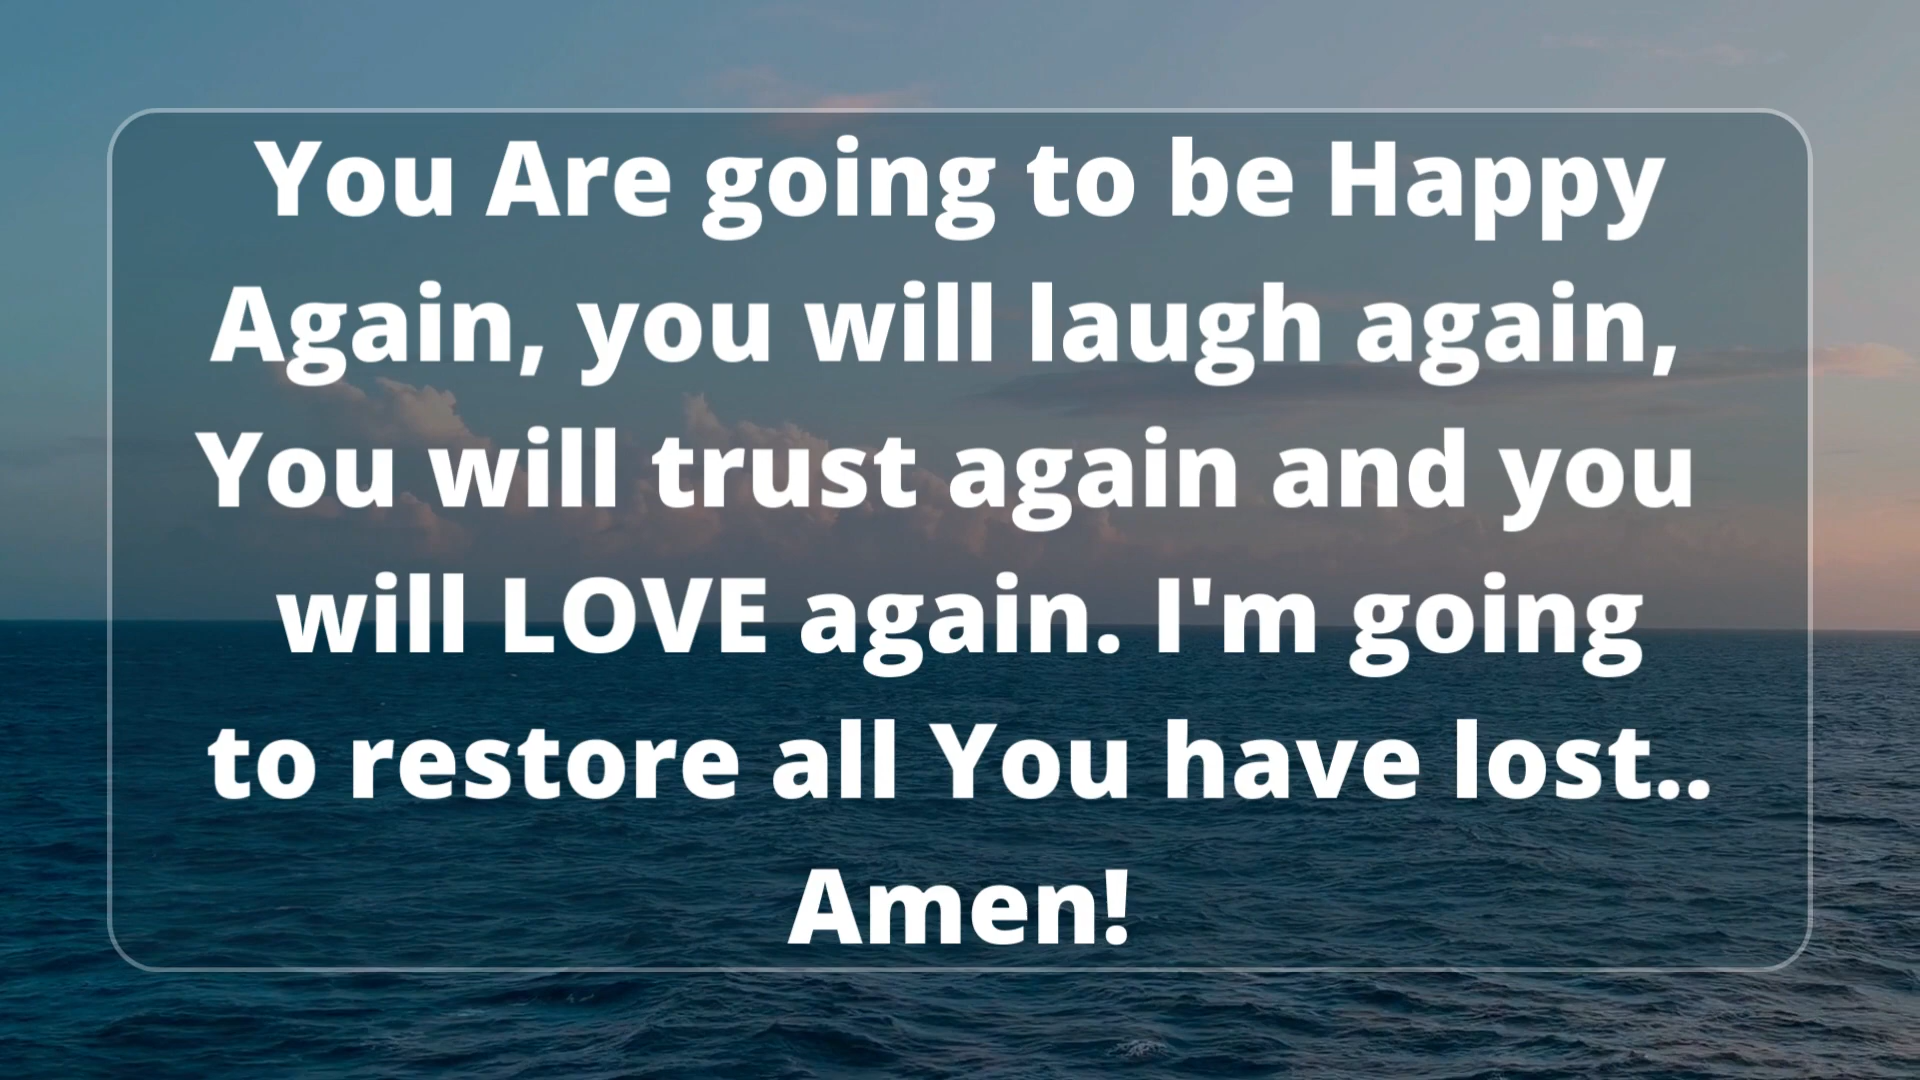 You Are going to be Happy
Again, you will laugh again,
You will trust again and you
will LOVE again. I'm going
to restore all You have lost..
Amen!